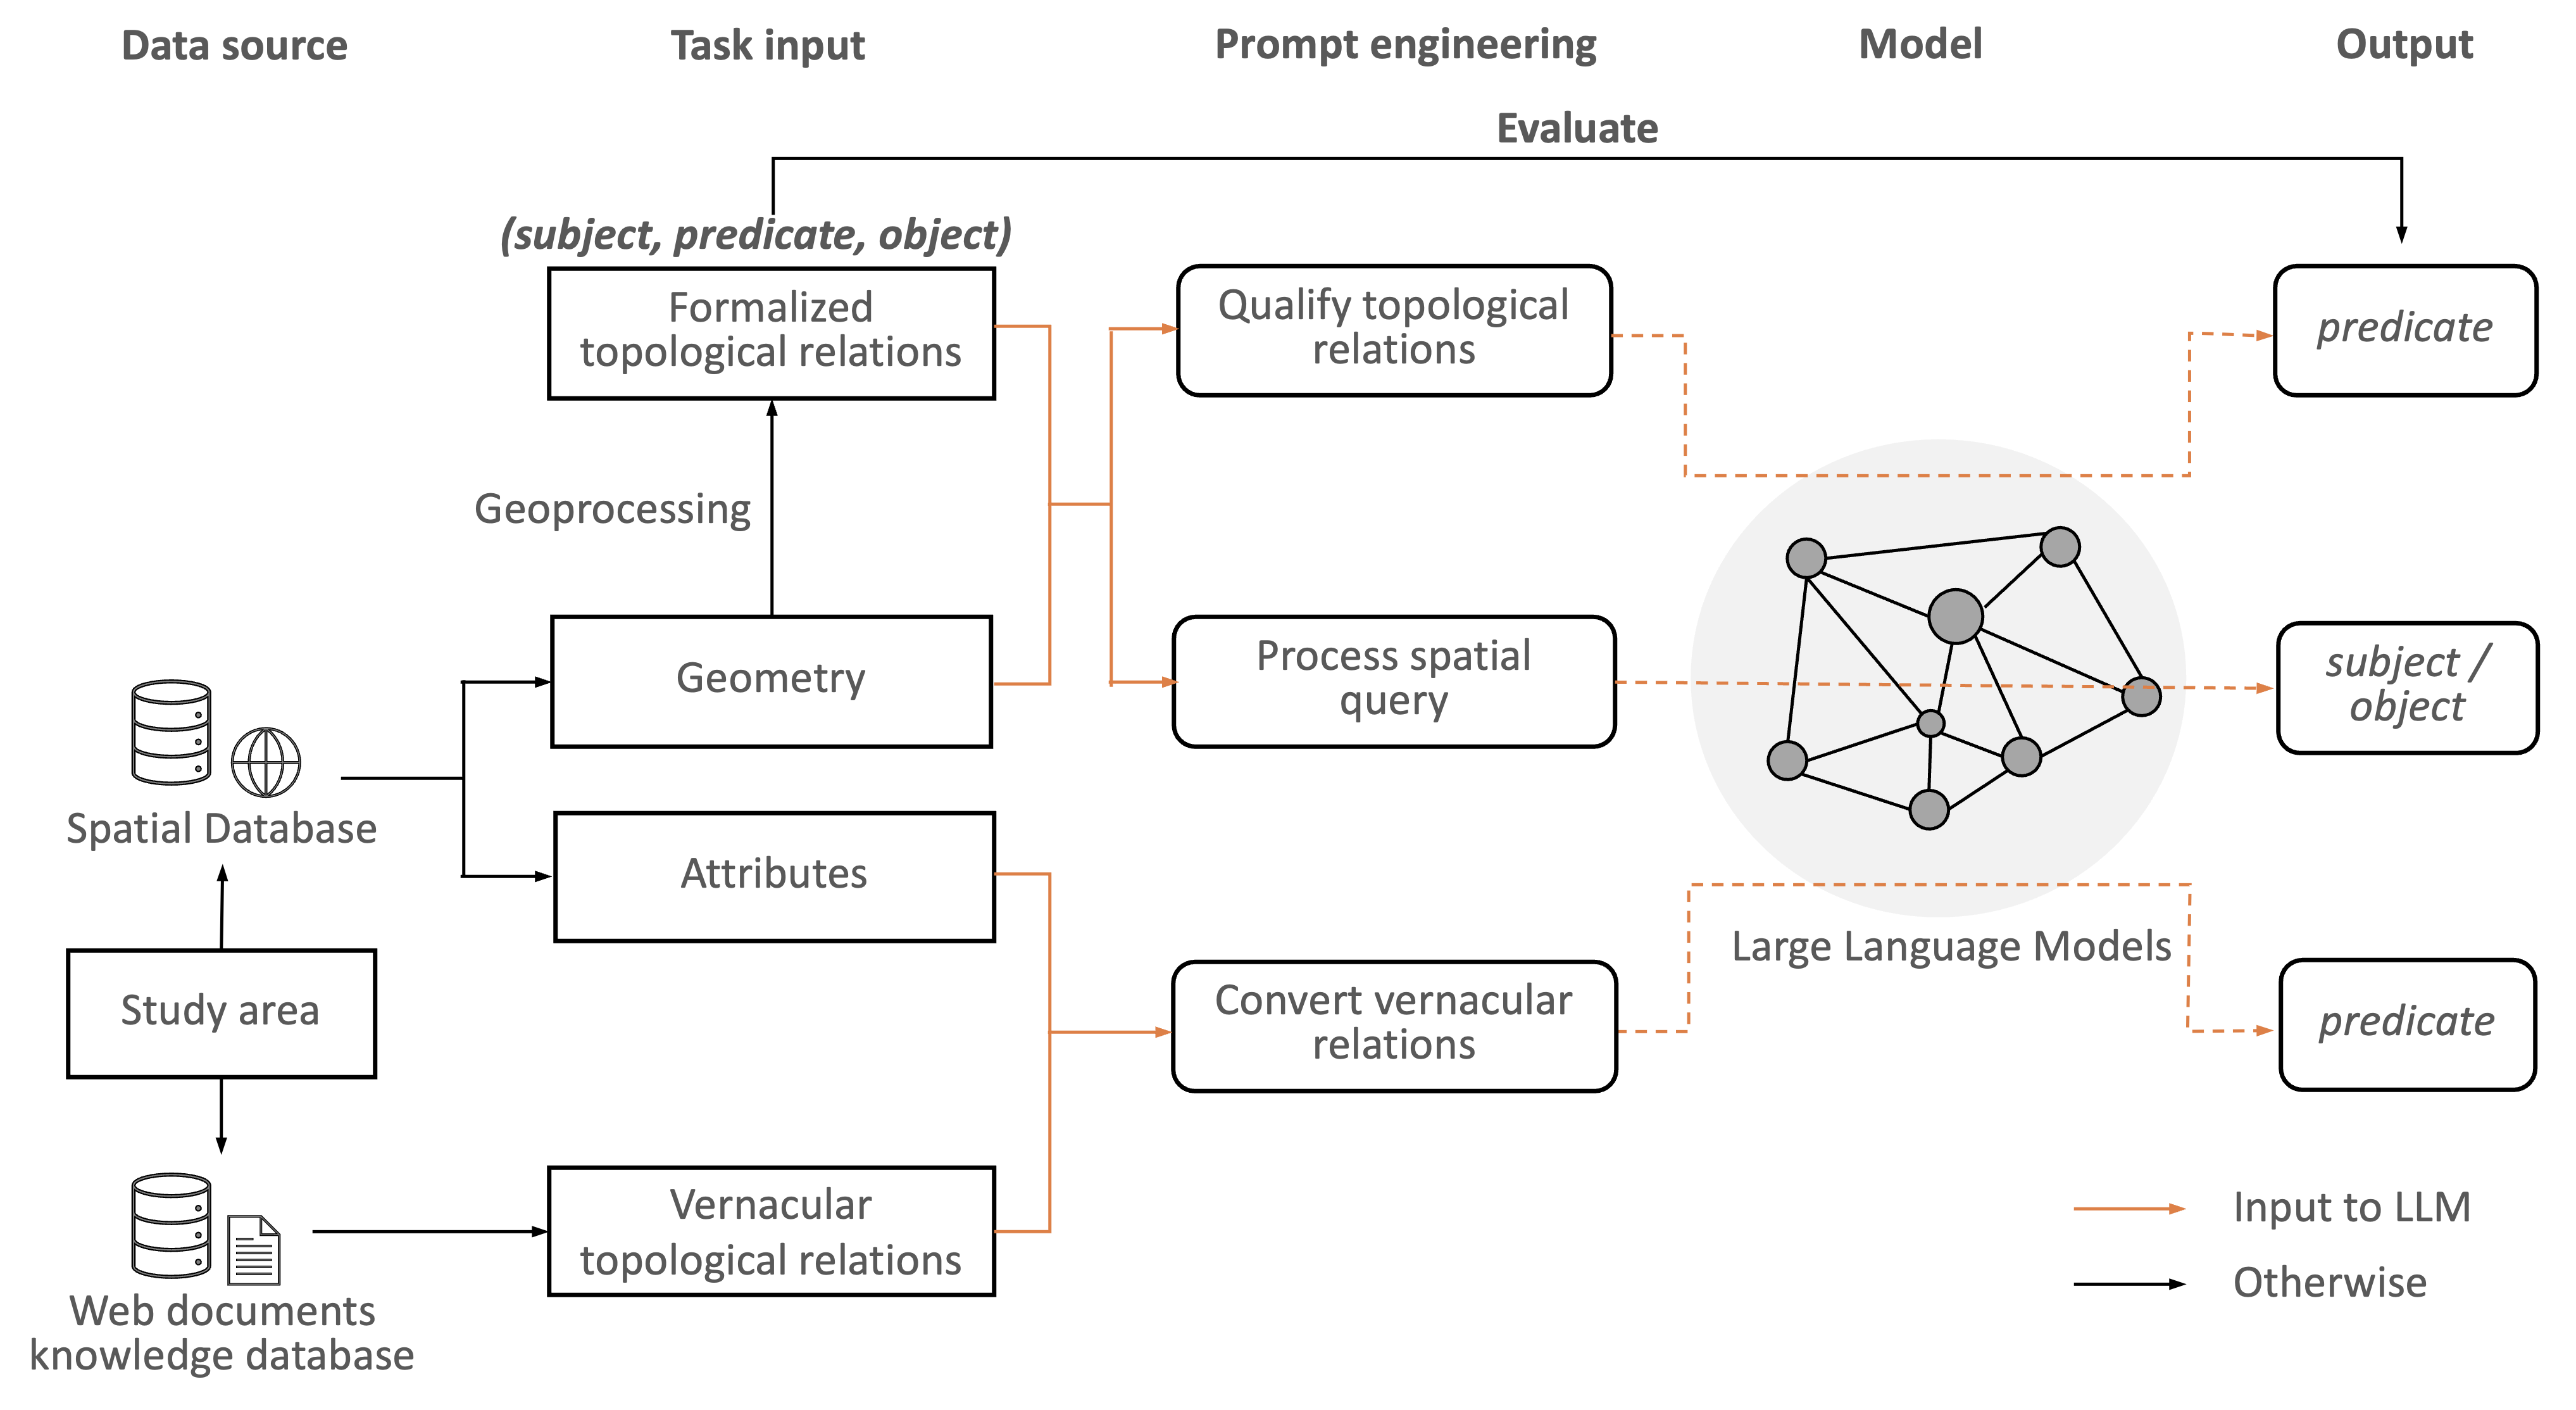 Data source
Task input
Prompt engineering
Model
Output
Evaluate
(subject, predicate, object)
Formalized
topological relations
Qualify topological
relations
predicate
Geoprocessing
Geometry
Process spatial
query
subject /
object
Spatial Database
Attributes
Large Language Models
Study area
Convert vernacular
relations
predicate
Vernacular
topological relations
Web documents
knowledge database
Input to LLM
Otherwise